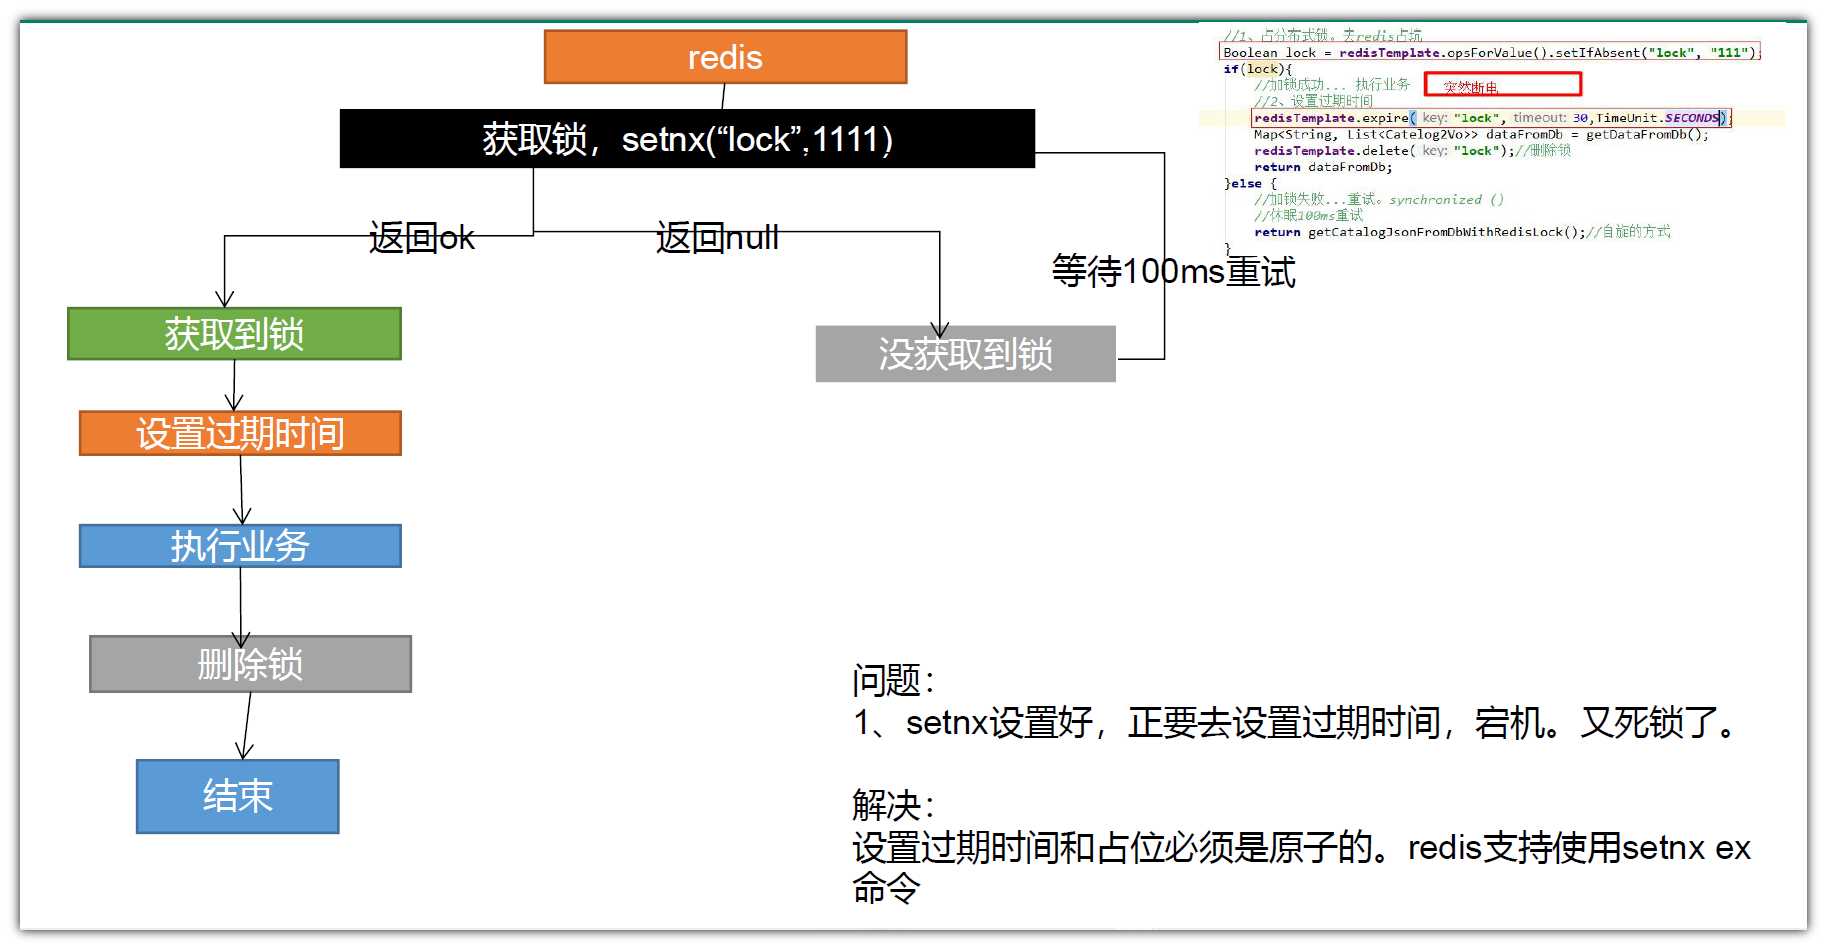 redis
获取锁，setnx(“lock”,1111)
返回ok
返回null
等待100ms重试
获取到锁
没获取到锁
设置过期时间
执行业务
删除锁
结束
//1、占分布式锁。去redis占坑
Boolean lock = redisTemplate.opsForValue().setIfAbsent("lock", "111");
if(lock){
//加锁成功... 执行业务 突然断电
//2、设置过期时间
redisTemplate.expire( key: "lock", timeout: 30,TimeUnit.SECONDS);
Map<String, List<Catelog2Vo>> dataFromDb = getDataFromDb();
redisTemplate.delete( key: "lock");//删除锁
return dataFromDb;
}else {
//加锁失败...重试。synchronized ()
//休眠100ms重试
return getCatalogJsonFromDbWithRedisLock();//自旋的方式
}
问题：
1、setnx设置好，正要去设置过期时间，宕机。又死锁了。
解决：
设置过期时间和占位必须是原子的。redis支持使用setnx ex
命令